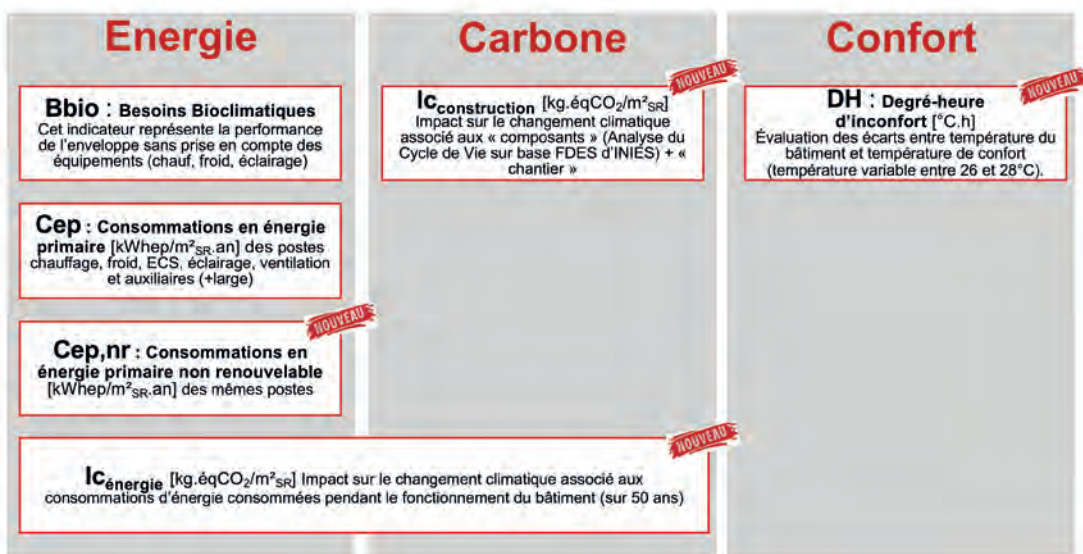 Energie
Bbio : Besoins Bioclimatiques
Cet indicateur représente la performance
de l'enveloppe sans prise en compte des
équipements (chauf, froid, éclairage)
Cep : Consommations en énergie
primaire [kWhep/m²SR.an] des postes
chauffage, froid, ECS, éclairage, ventilation
et auxiliaires (+large)
NOUVEAU
Cep,nr : Consommations en
énergie primaire non renouvelable
[kWhep/m²SR.an] des mêmes postes
Carbone
NOUVEAU
Icconstruction [kg.éqCO2/m²SR]
Impact sur le changement climatique
associé aux « composants » (Analyse du
Cycle de Vie sur base FDES d'INIES) + «
chantier »
NOUVEAU
Icénergie [kg.éqCO2/m²SR] Impact sur le changement climatique associé aux
consommations d'énergie consommées pendant le fonctionnement du bâtiment (sur 50 ans)
Confort
NOUVEAU
DH : Degré-heure
d'inconfort [°C.h]
Évaluation des écarts entre température du
bâtiment et température de confort
(température variable entre 26 et 28°C).